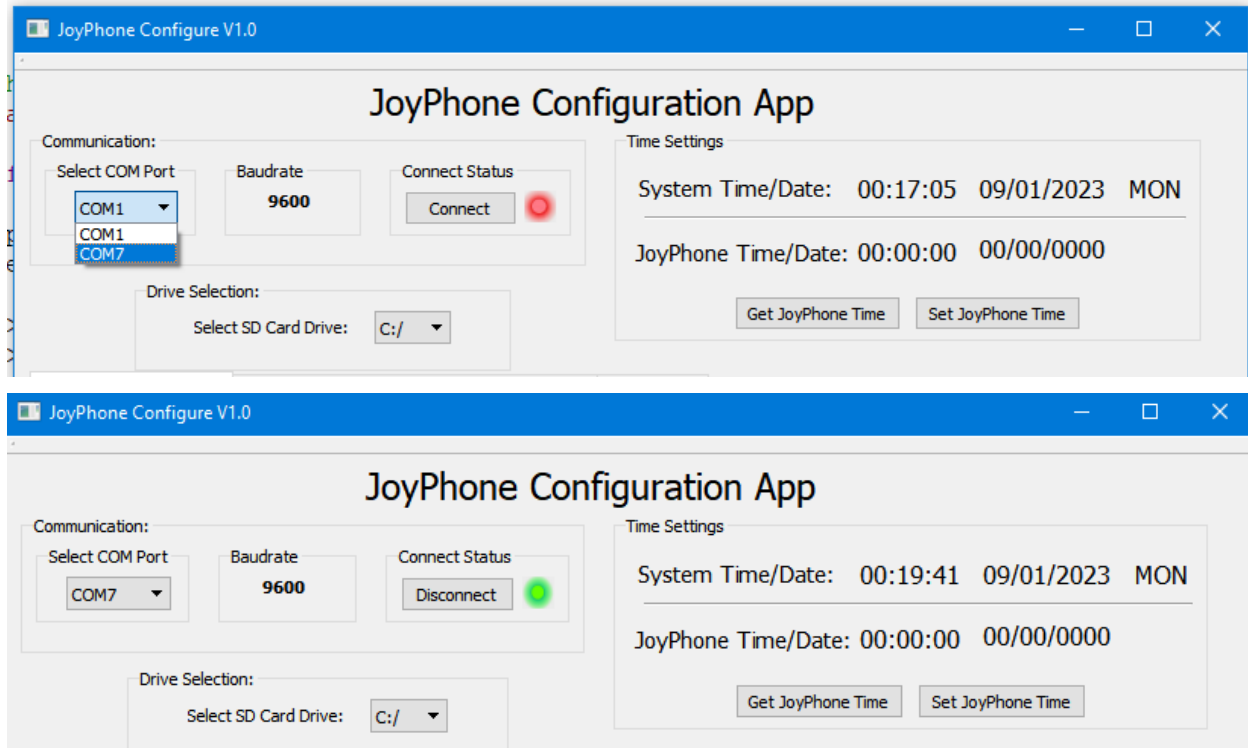 JoyPhone Configure V1.0
JoyPhone Configuration App
Communication:
Select COM Port
Baudrate
Connect Status
COM1
9600
Connect
COM1
COM7
Drive Selection:
Select SD Card Drive: C:/
Time Settings
System Time/Date: 00:17:05 09/01/2023 MON
JoyPhone Time/Date: 00:00:00 00/00/0000
Get JoyPhone Time
Set JoyPhone Time
JoyPhone Configure V1.0
JoyPhone Configuration App
Communication:
Select COM Port
Baudrate
Connect Status
COM7
9600
Disconnect
Drive Selection:
Select SD Card Drive: C:/
Time Settings
System Time/Date: 00:19:41 09/01/2023 MON
JoyPhone Time/Date: 00:00:00 00/00/0000
Get JoyPhone Time
Set JoyPhone Time